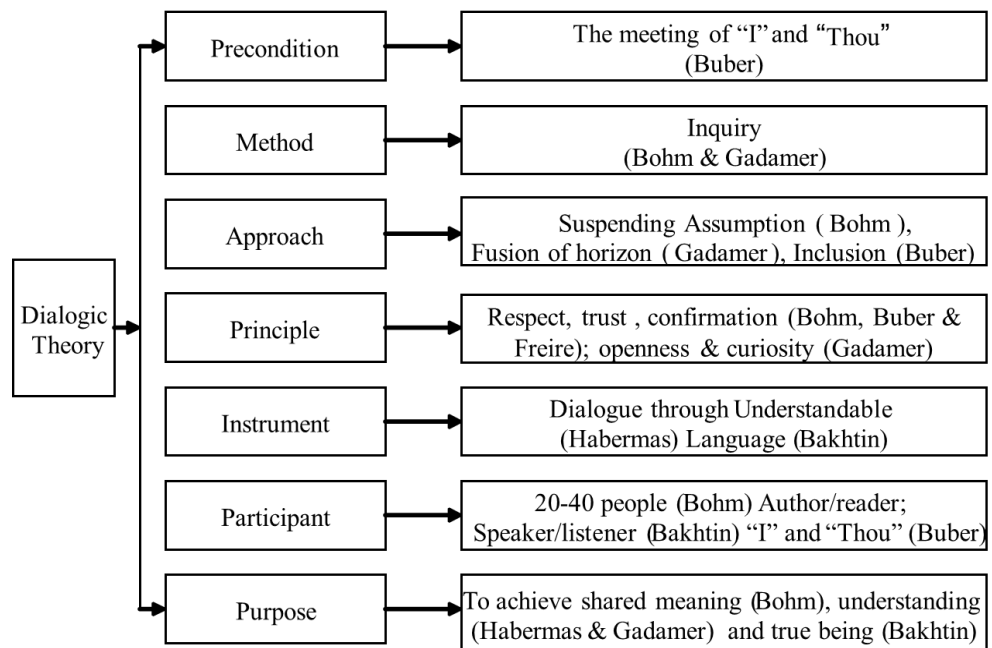 Precondition
The meeting of “I” and “Thou”
(Buber)
Method
Inquiry
(Bohm & Gadamer)
Approach
Suspending Assumption ( Bohm ),
Fusion of horizon ( Gadamer ), Inclusion (Buber)
Dialogic
Theory
Principle
Respect, trust , confirmation (Bohm, Buber &
Freire); openness & curiosity (Gadamer)
Instrument
Dialogue through Understandable
(Habermas) Language (Bakhtin)
Participant
20-40 people (Bohm) Author/reader;
Speaker/listener (Bakhtin) “I” and “Thou” (Buber)
Purpose
To achieve shared meaning (Bohm), understanding
(Habermas & Gadamer) and true being (Bakhtin)